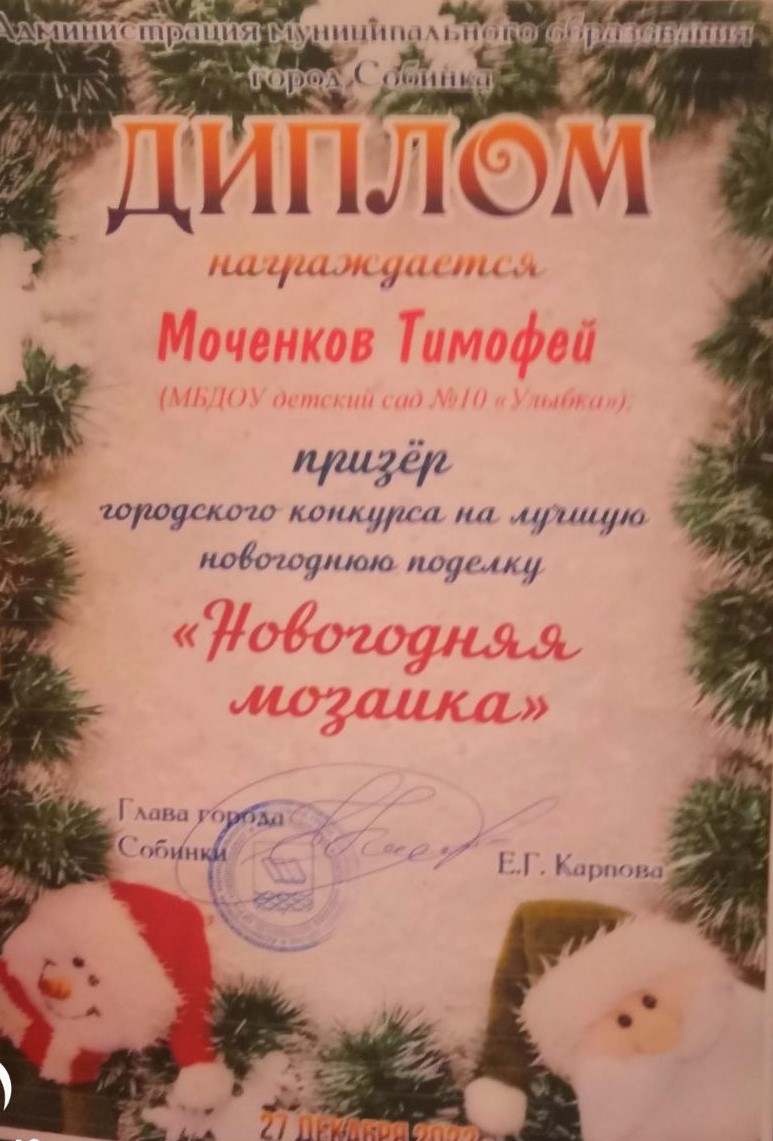 Администрация муниципального образования
город Собинка
ДИПЛОМ
награждается
Моченков Тимофей
(МБДОУ детский сад №10 «Улыбка»),
призёр
городского конкурса на лучшую
новогоднюю поделку
«Новогодняя
мозаика»
Глава города
Собинки
Е.Г. Карпова
27 ДЕКАБРЯ